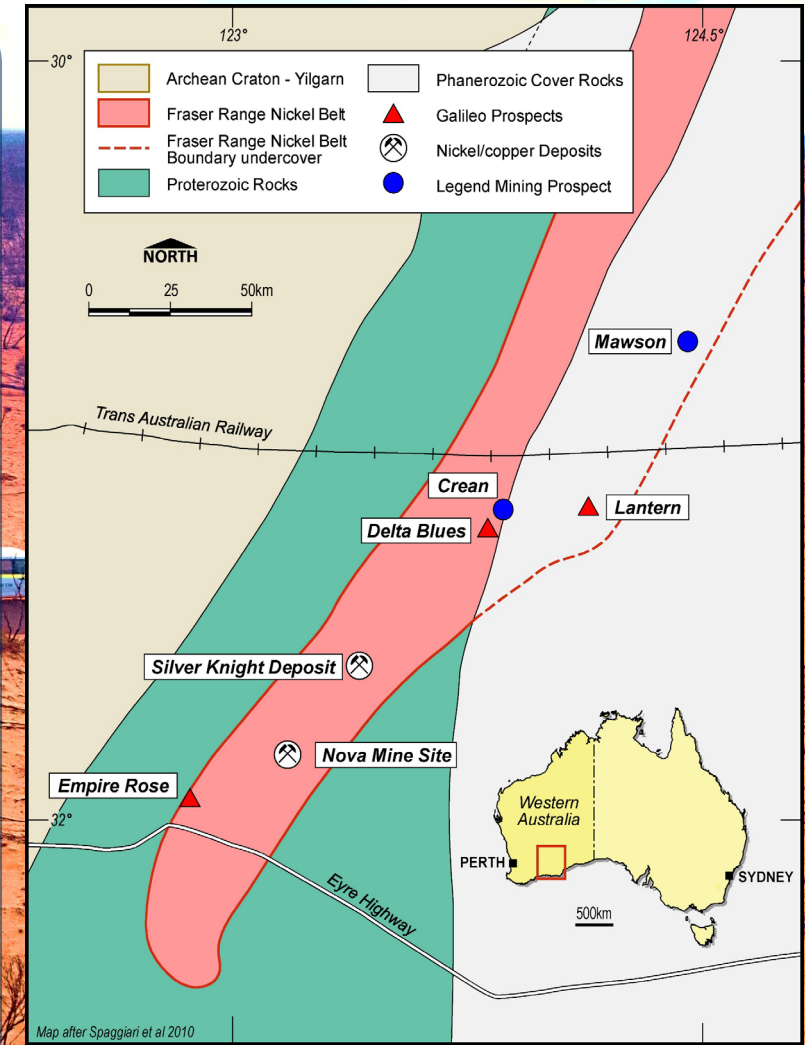 123°
124.5°
30°
Archean Craton - Yilgarn
Fraser Range Nickel Belt
Fraser Range Nickel Belt
Boundary undercover
Proterozoic Rocks
Phanerozoic Cover Rocks
Galileo Prospects
Nickel/copper Deposits
Legend Mining Prospect
NORTH
0 25 50km
Mawson
Trans Australian Railway
Crean
Lantern
Delta Blues
Silver Knight Deposit
Nova Mine Site
Empire Rose
32°
Eyre Highway
Western
Australia
PERTH
SYDNEY
500km
Map after Spaggiari et al 2010